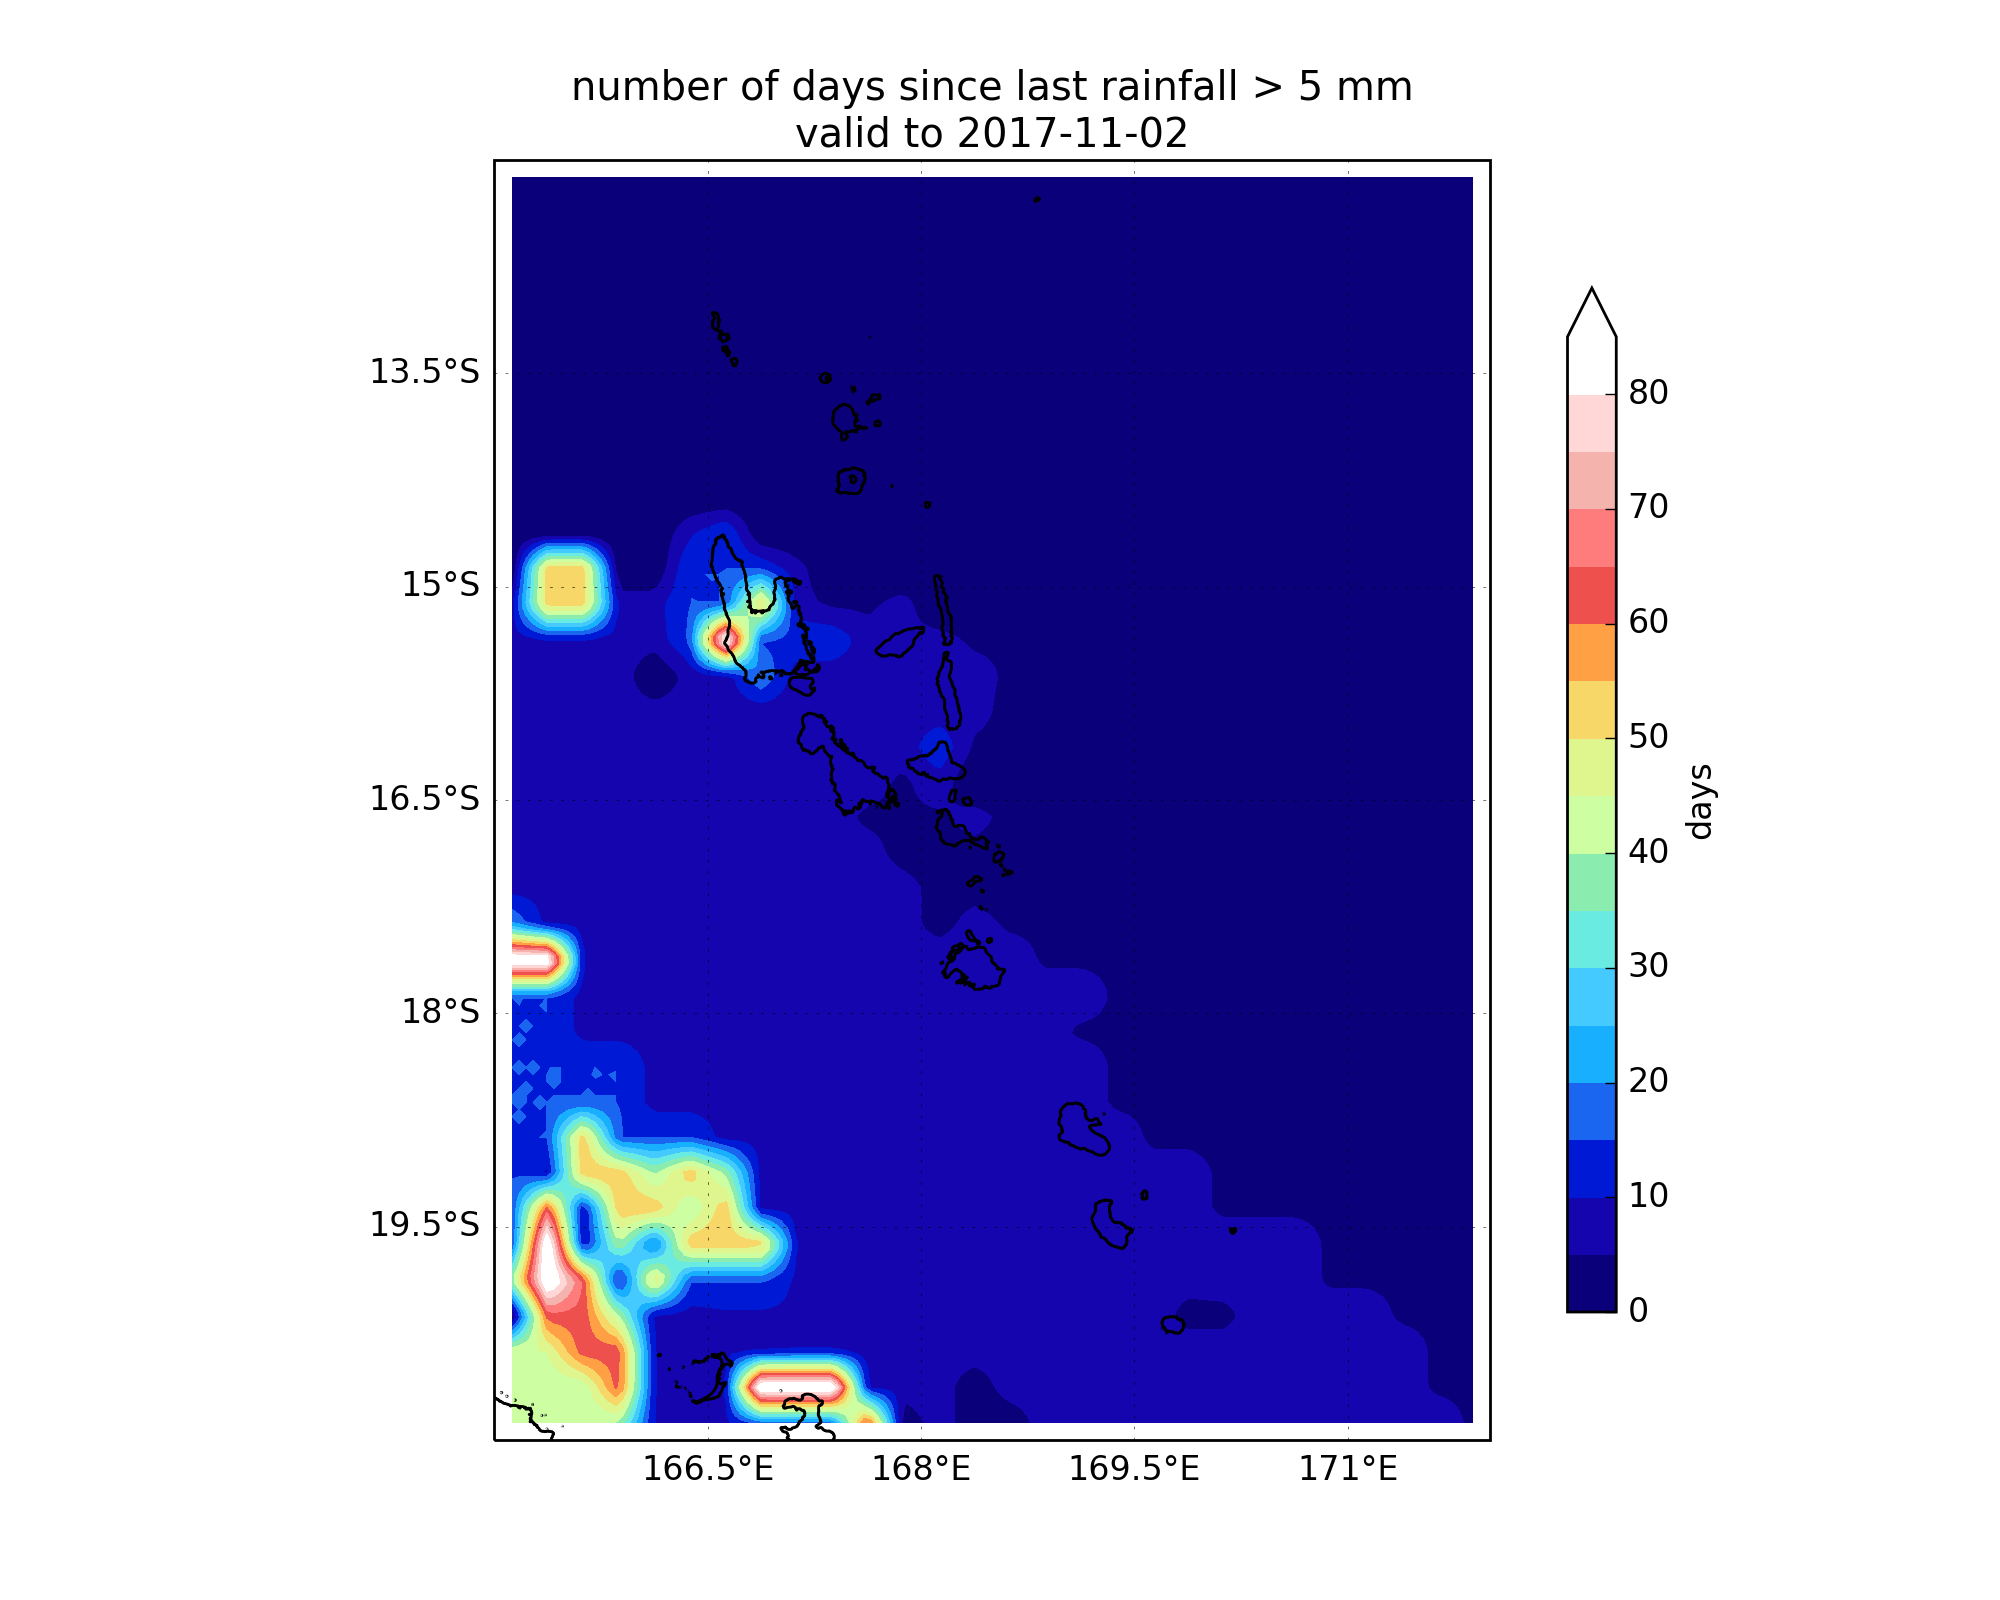 number of days since last rainfall > 5 mm
valid to 2017-11-02
13.5°S
15°S
16.5°S
18°S
19.5°S
166.5°E
168°E
169.5°E
171°E
80
70
60
50
40
30
20
10
0
days